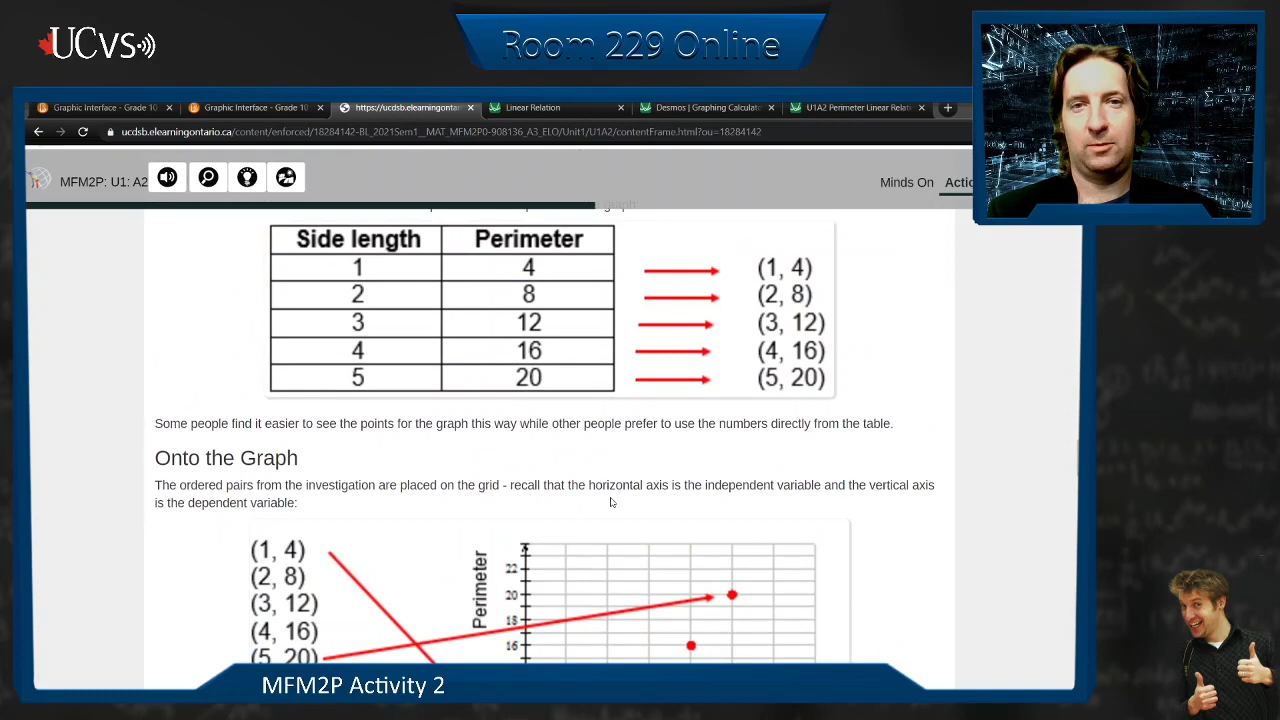 UCvs
Room 229 Online
Graphic Interface - Grade 10 × Graphic Interface - Grade 10 × https://ucdsb.elearningontar × Linear Relation × Desmos | Graphing Calculat × U1A2 Perimeter Linear Relat × +
ucdsb.elearningontario.ca/content/enforced/18284142-BL_2021Sem1__MAT_MFM2P0-908136_A3_ELO/Unit1/U1A2/contentFrame.html?ou=18284142
MFM2P: U1: A2
Minds On Actio
graph:
Side length Perimeter
1 4 (1, 4)
2 8 (2, 8)
3 12 (3, 12)
4 16 (4, 16)
5 20 (5, 20)
Some people find it easier to see the points for the graph this way while other people prefer to use the numbers directly from the table.
Onto the Graph
The ordered pairs from the investigation are placed on the grid - recall that the horizontal axis is the independent variable and the vertical axis
is the dependent variable:
(1, 4)
(2, 8)
(3, 12)
(4, 16)
(5, 20)
Perimeter
22
20
18
16
MFM2P Activity 2